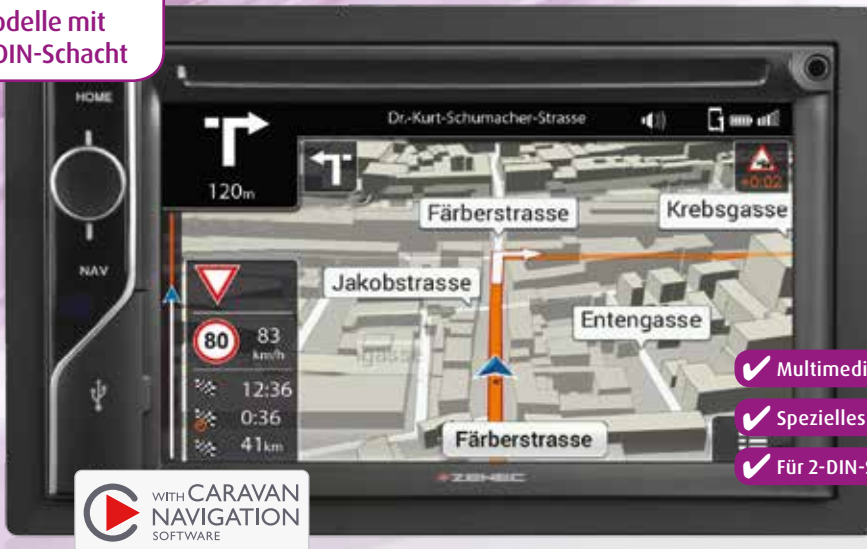 odelle mit
DIN-Schacht
HOME
Dr.-Kurt-Schumacher-Strasse
120m
+0:02
Färberstrasse
Krebsgasse
NAV
Jakobstrasse
80
83
km/h
Entengasse
gasse
12:36
0:36
41km
Färberstrasse
ZENEC
Multimedi
Spezielles
Für 2-DIN-S
WITH CARAVAN
NAVIGATION
SOFTWARE